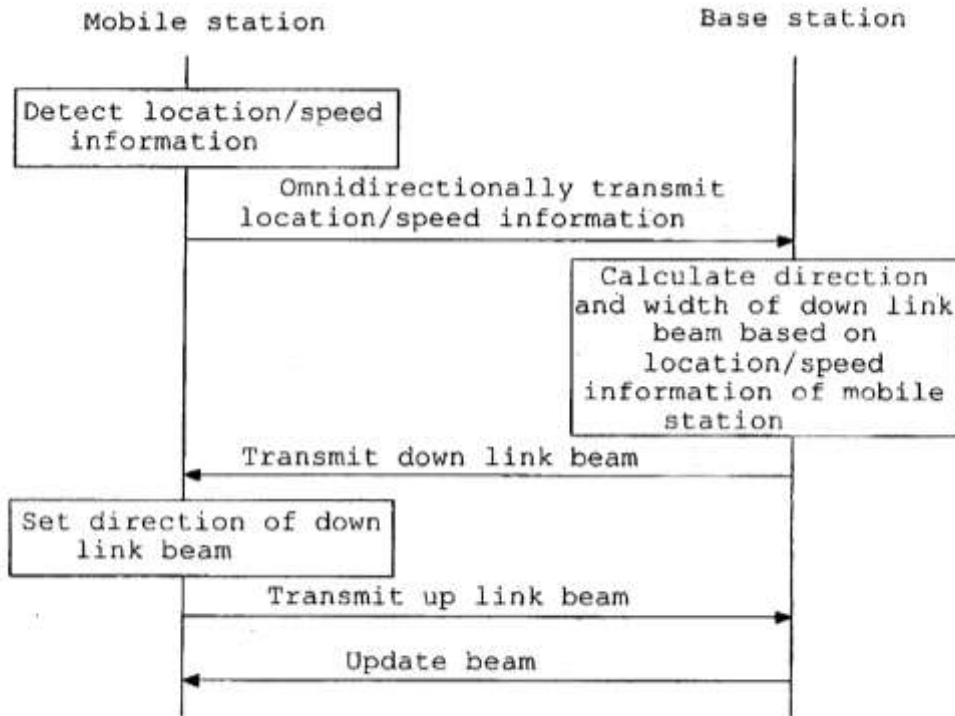 Mobile station
Base station
Detect location/speed
information
Omnidirectionally transmit
location/speed information
Calculate direction
and width of down link
beam based on
location/speed
information of mobile
station
Transmit down link beam
Set direction of down
link beam
Transmit up link beam
Update beam